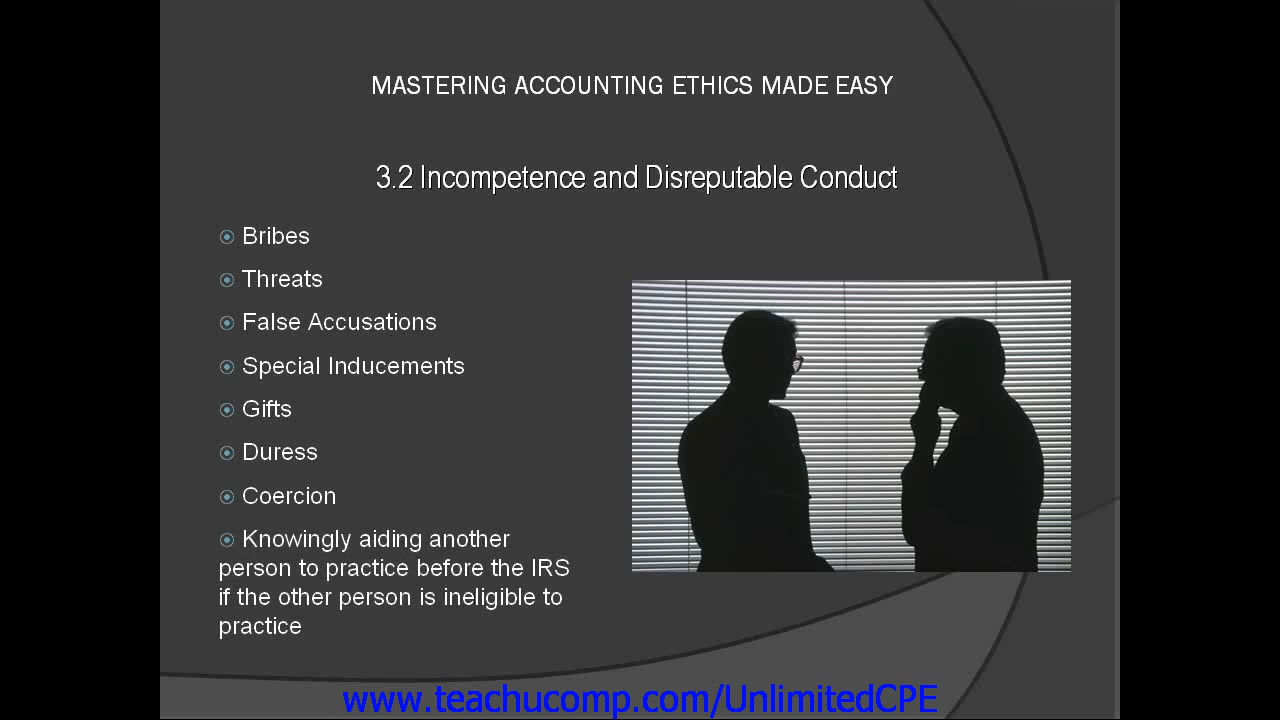 MASTERING ACCOUNTING ETHICS MADE EASY
3.2 Incompetence and Disreputable Conduct
Bribes
Threats
False Accusations
Special Inducements
Gifts
Duress
Coercion
Knowingly aiding another
person to practice before the IRS
if the other person is ineligible to
practice
www.teachucomp.com/UnlimitedCPE